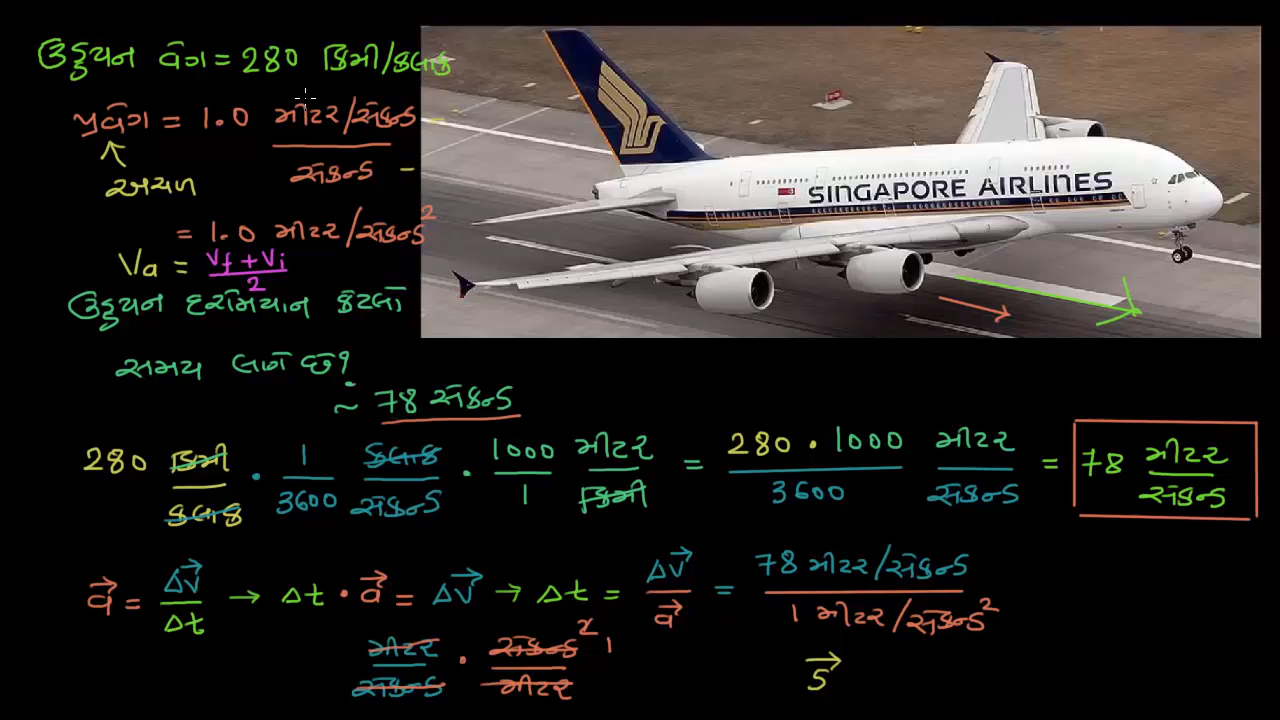 ઉડ્ડયન વેગ = 280 કિમી/કલાક
પ્રવેગ = 1.0 મીટર/સેકન્ડ
સેકન્ડ
અચળ
= 1.0 મીટર/સેકન્ડ²
Va = Vf + Vi / 2
ઉડ્ડયન દરમિયાન કેટલો
સમય લાગે છે?
~ 78 સેકન્ડ
SINGAPORE AIRLINES
280 કિમી/કલાક · 1/3600 કલાક/સેકન્ડ · 1000/1 મીટર/કિમી = 280 · 1000/3600 મીટર/સેકન્ડ = 78 મીટર/સેકન્ડ
a⃗ = Δv⃗/Δt → Δt · a⃗ = Δv⃗ → Δt = Δv⃗/a⃗ = 78 મીટર/સેકન્ડ / 1 મીટર/સેકન્ડ²
મીટર/સેકન્ડ · સેકન્ડ² 1/મીટર
S⃗